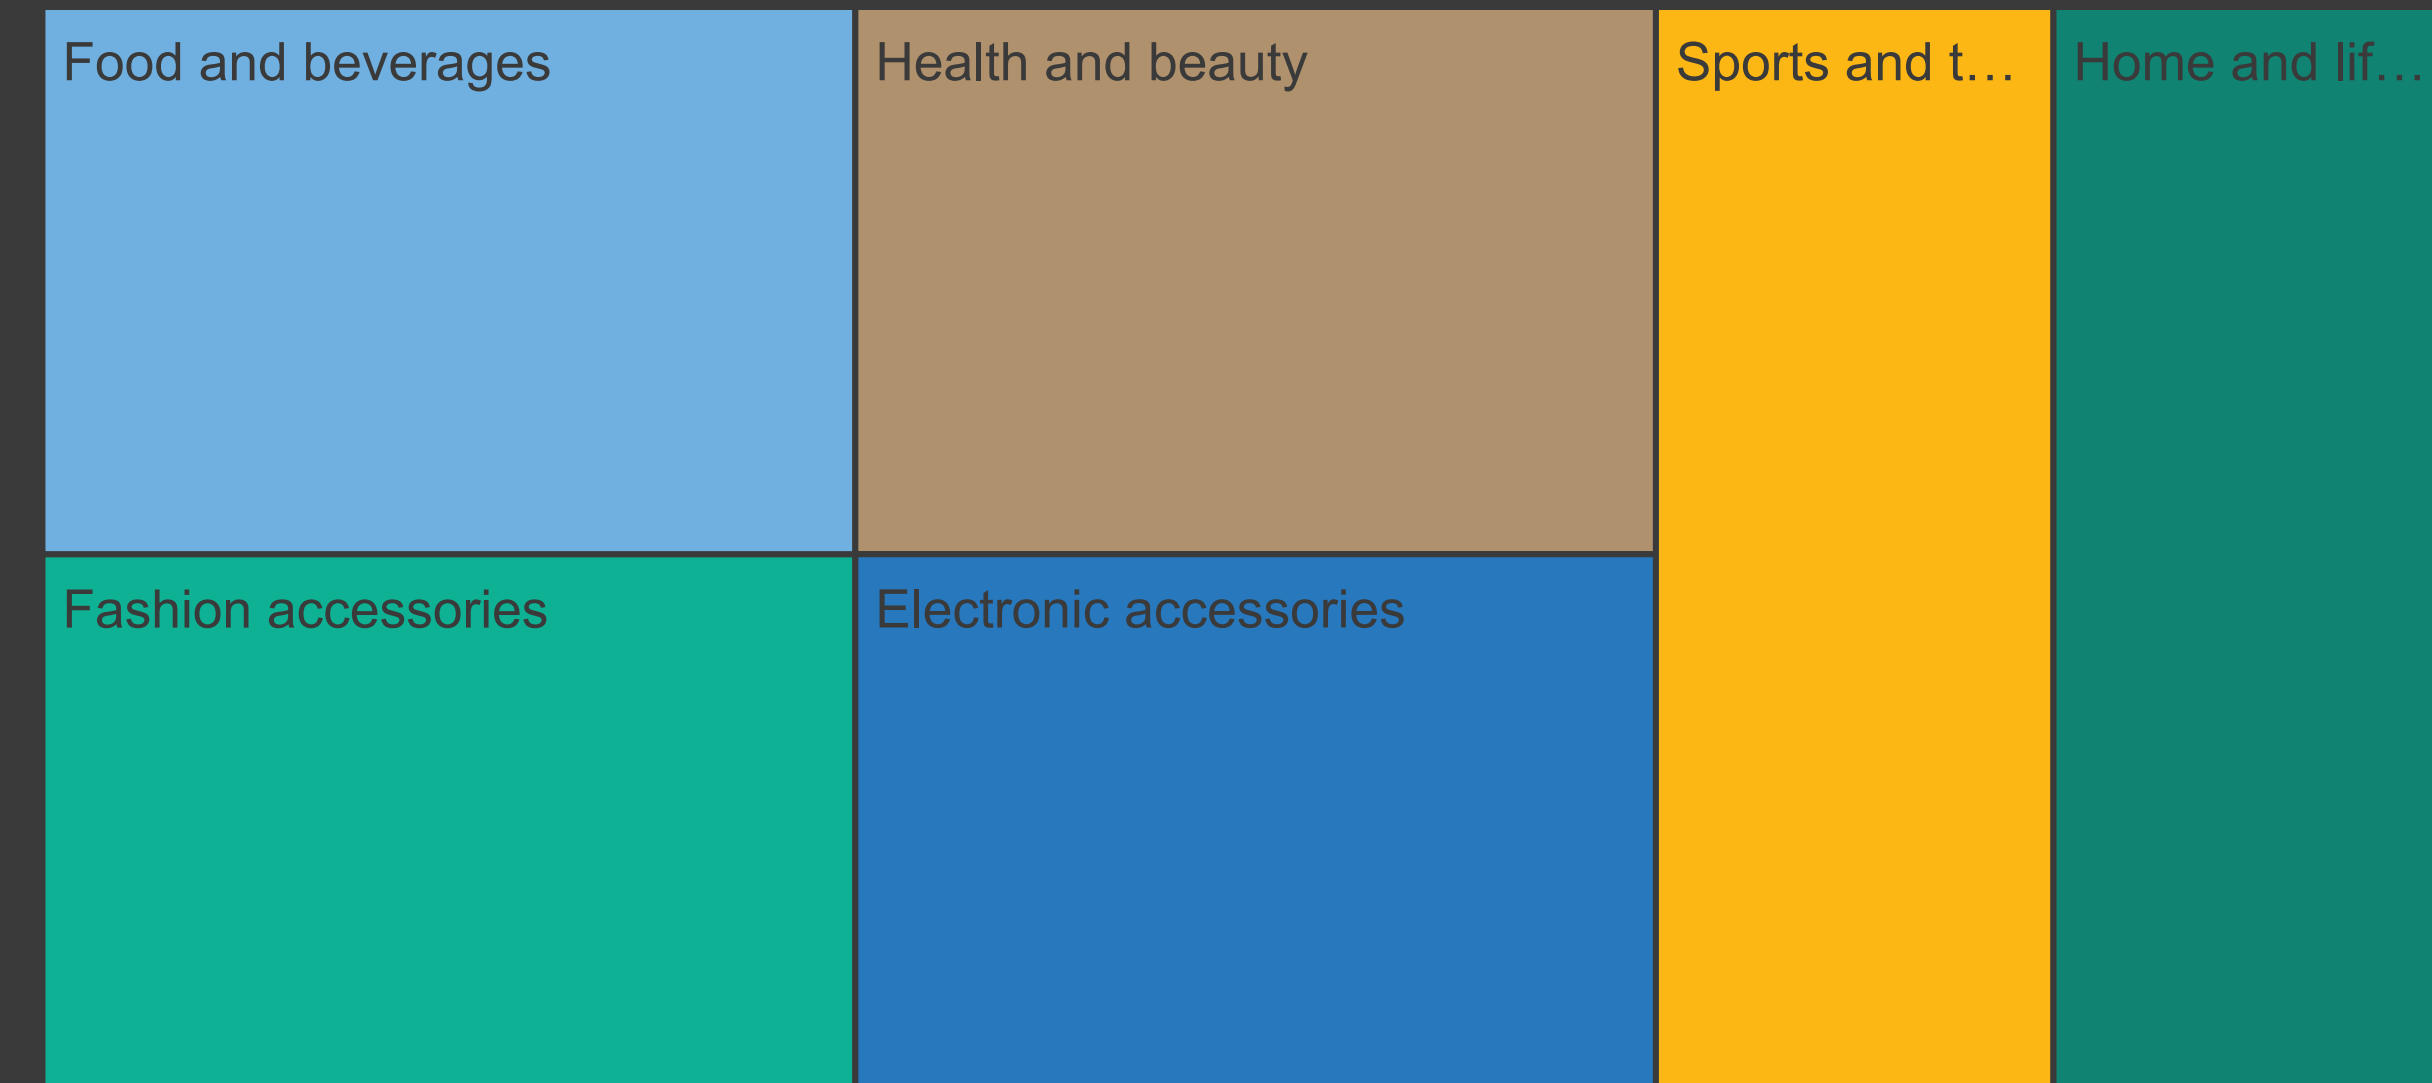 Food and beverages
Health and beauty
Sports and t…
Home and lif…
Fashion accessories
Electronic accessories